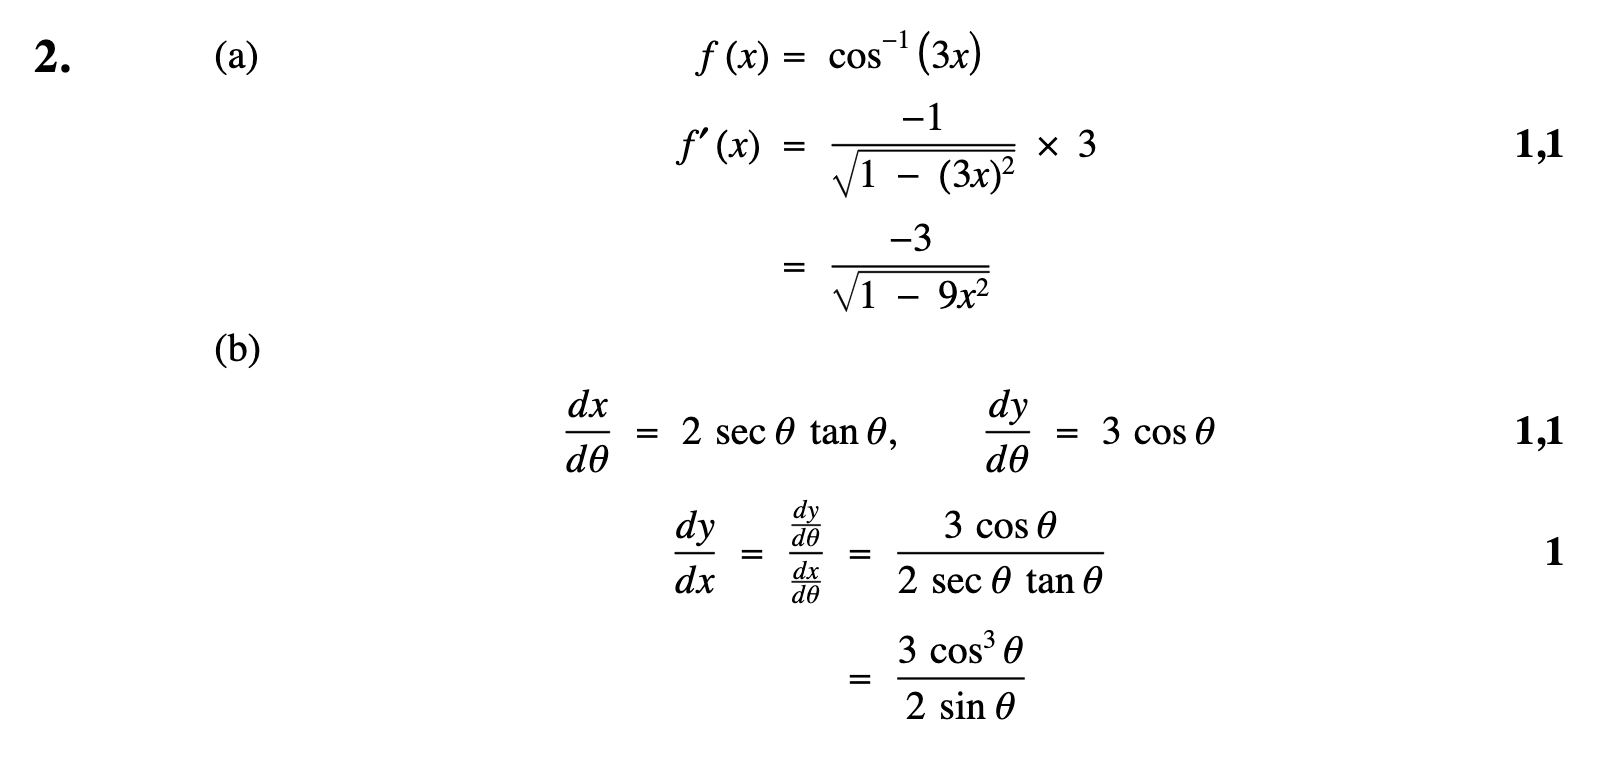 2. (a) f (x) = cos⁻¹ (3x)
f′ (x) = −1 / √(1 − (3x)²) × 3 1,1
= −3 / √(1 − 9x²)
(b)
dx/dθ = 2 sec θ tan θ, dy/dθ = 3 cos θ 1,1
dy/dx = (dy/dθ) / (dx/dθ) = 3 cos θ / 2 sec θ tan θ 1
= 3 cos³ θ / 2 sin θ